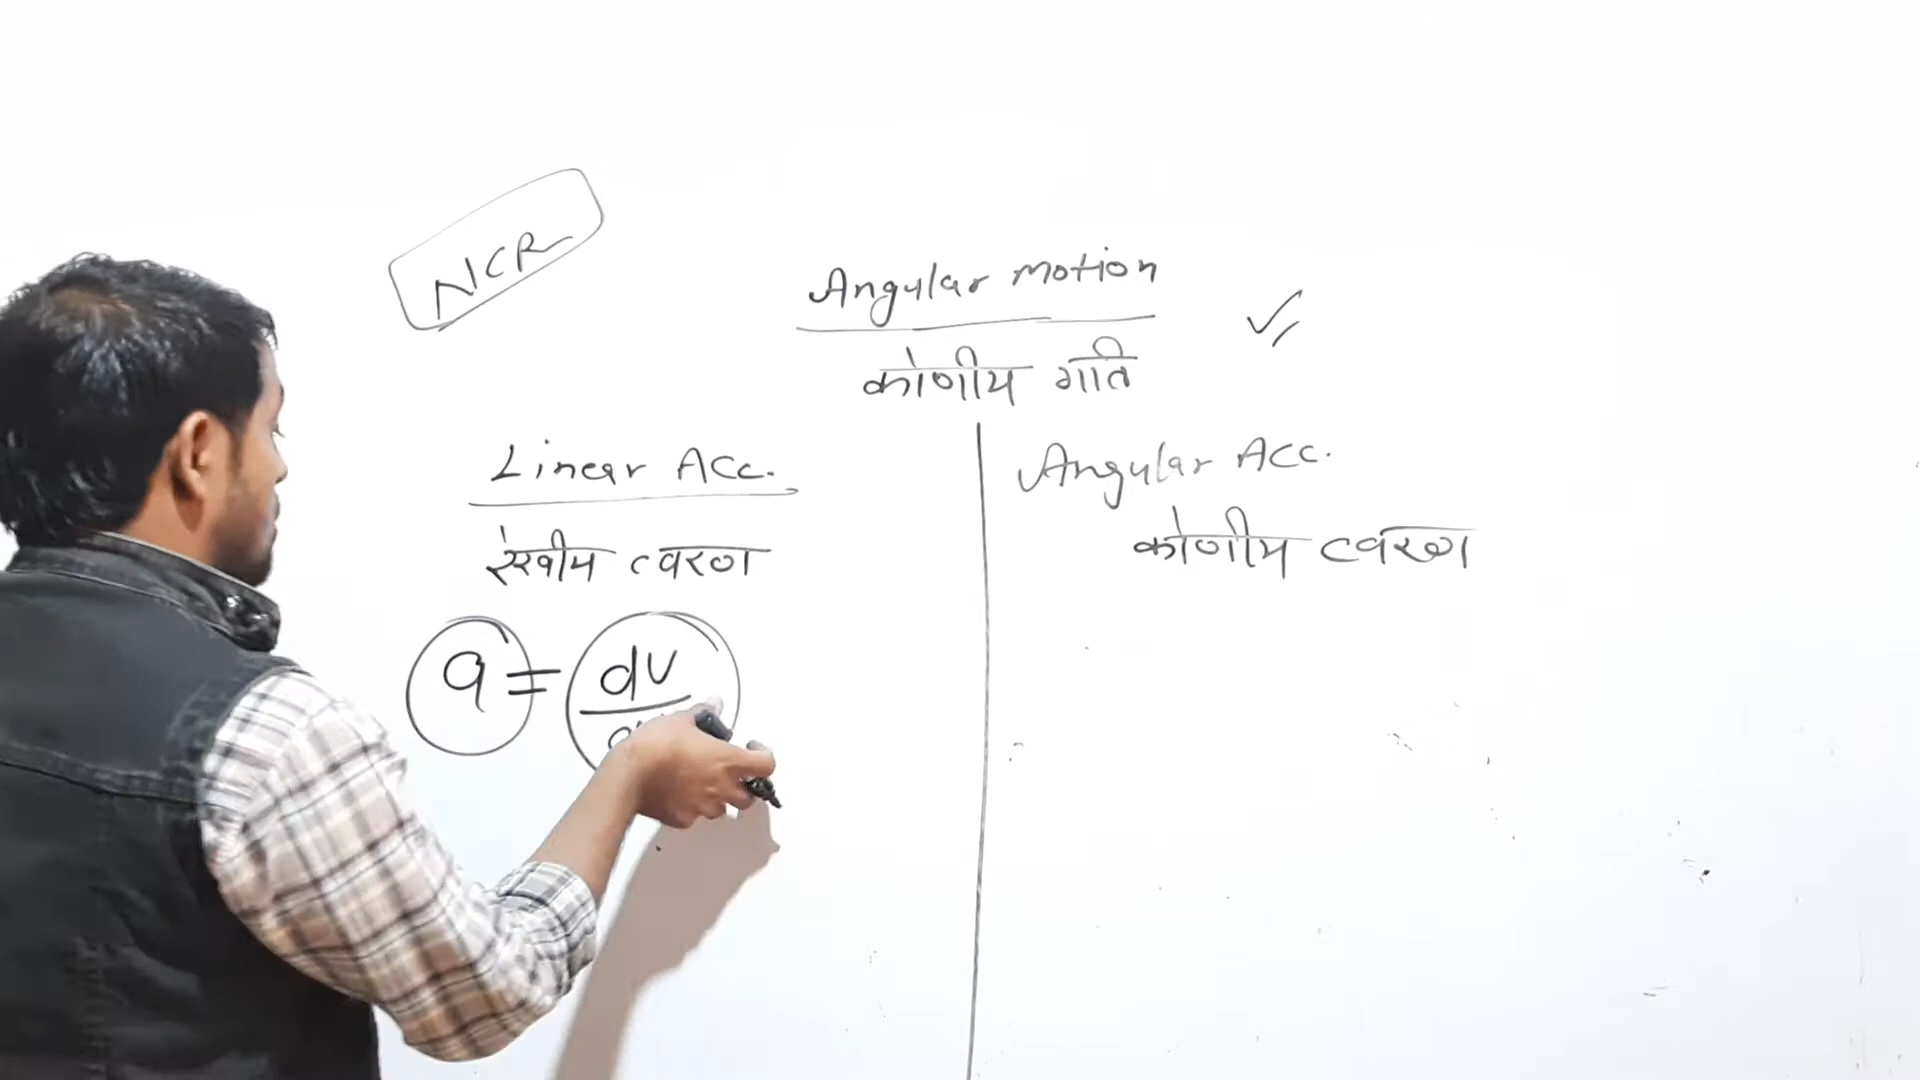 NCR
Angular motion
कोणीय गति
Linear Acc.
रेखीय त्वरण
a = dv
Angular Acc.
कोणीय त्वरण